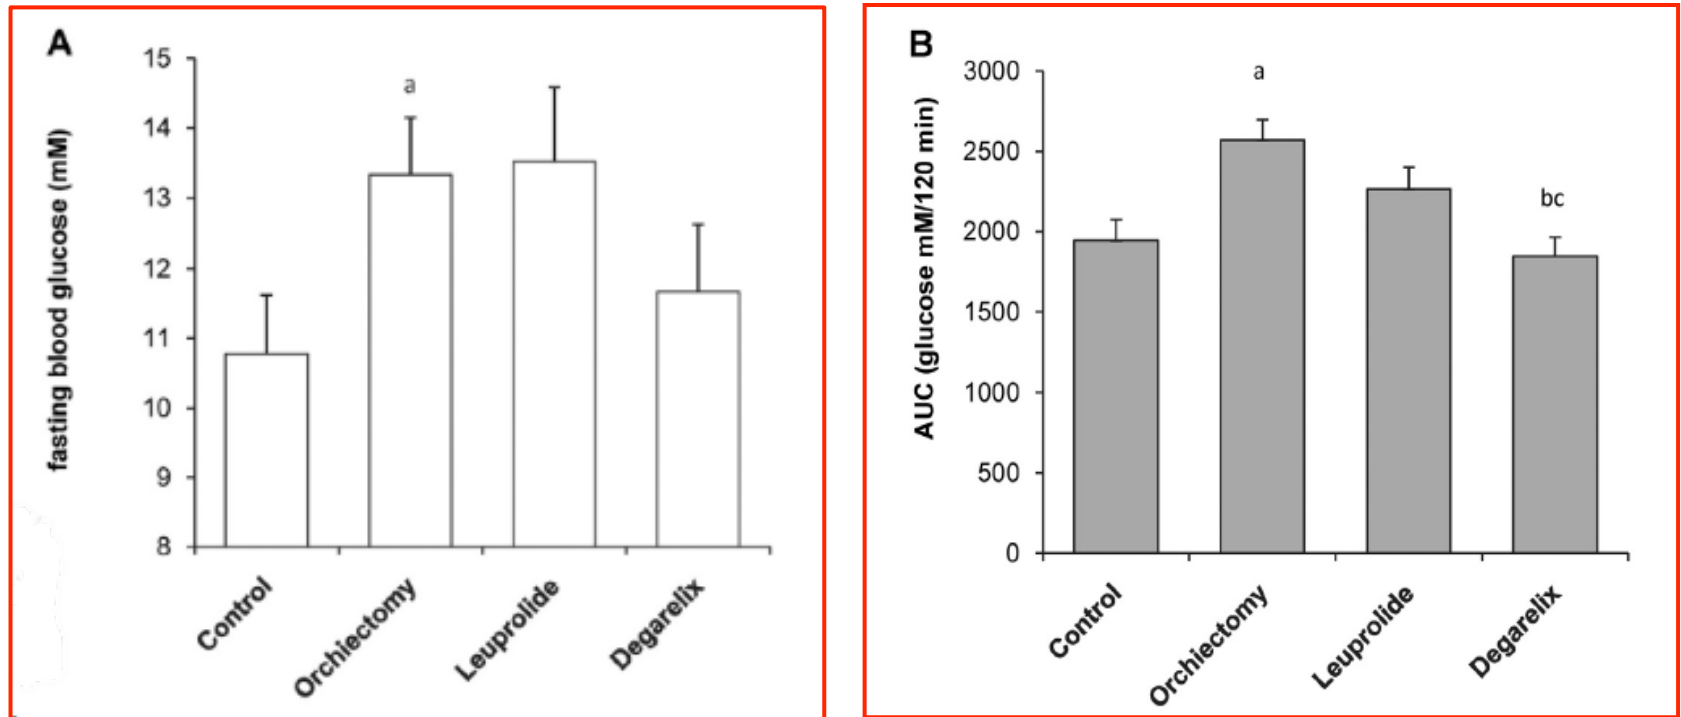 A
fasting blood glucose (mM)
15
14
13
12
11
10
9
8
a
Control
Orchiectomy
Leuprolide
Degarelix
B
AUC (glucose mM/120 min)
3000
2500
2000
1500
1000
500
0
a
bc
Control
Orchiectomy
Leuprolide
Degarelix